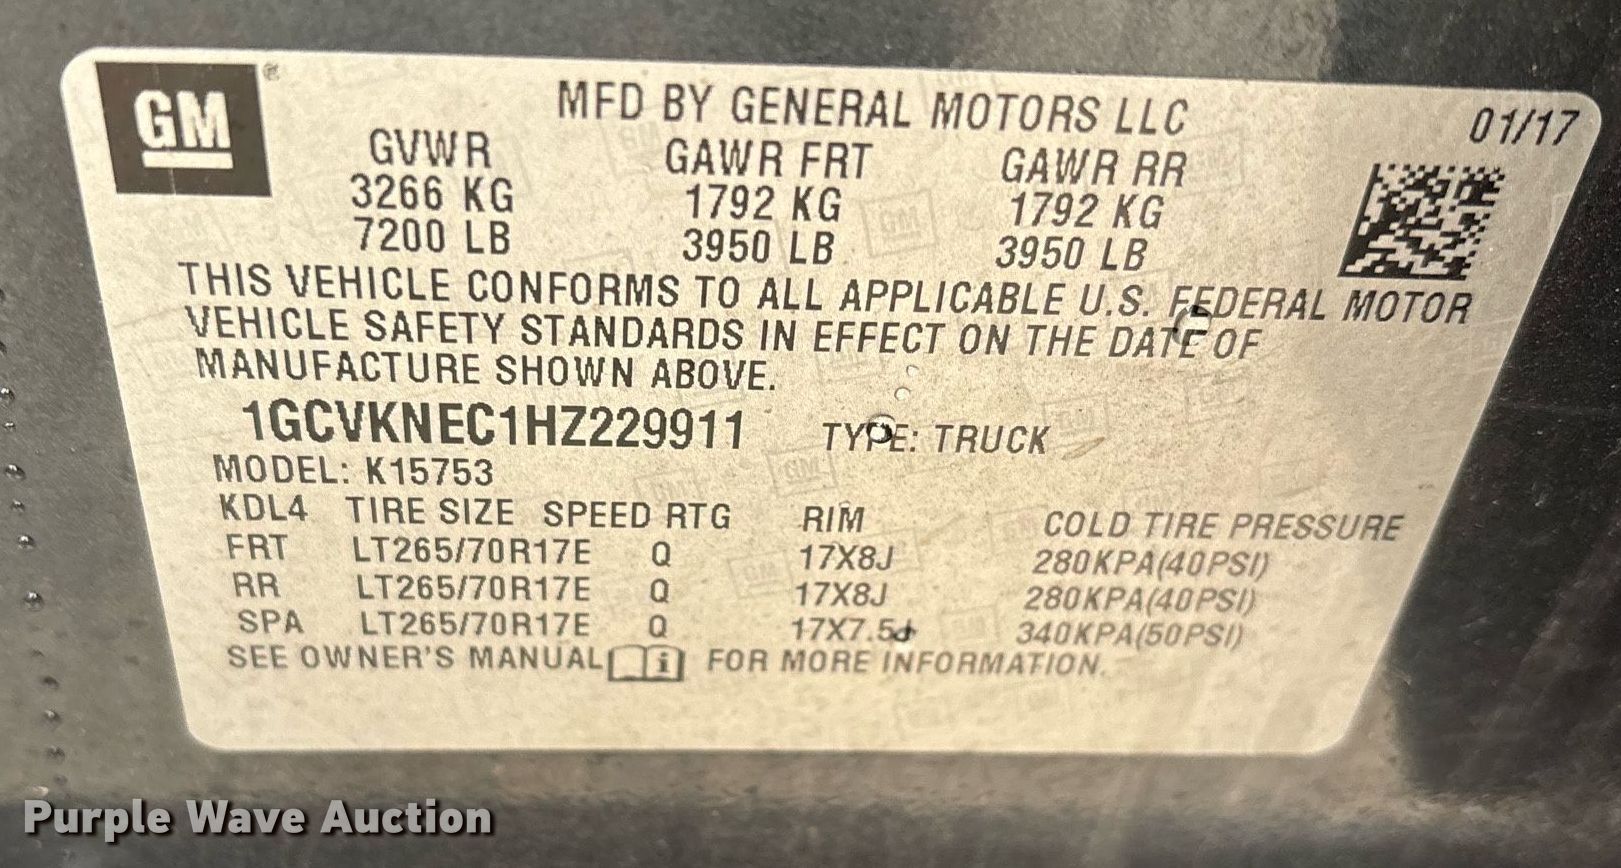 GM
MFD BY GENERAL MOTORS LLC 01/17
GVWR GAWR FRT GAWR RR
3266 KG 1792 KG 1792 KG
7200 LB 3950 LB 3950 LB
THIS VEHICLE CONFORMS TO ALL APPLICABLE U.S. FEDERAL MOTOR
VEHICLE SAFETY STANDARDS IN EFFECT ON THE DATE OF
MANUFACTURE SHOWN ABOVE.
1GCVKNEC1HZ229911 TYPE: TRUCK
MODEL: K15753
KDL4 TIRE SIZE SPEED RTG RIM COLD TIRE PRESSURE
FRT LT265/70R17E Q 17X8J 280KPA(40PSI)
RR LT265/70R17E Q 17X8J 280KPA(40PSI)
SPA LT265/70R17E Q 17X7.5J 340KPA(50PSI)
SEE OWNER'S MANUAL i FOR MORE INFORMATION.
Purple Wave Auction